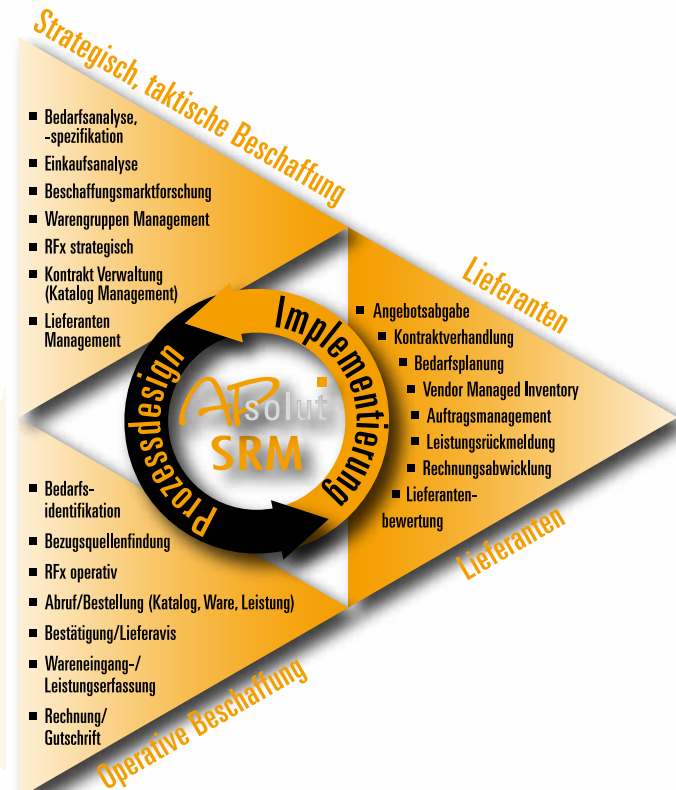 Strategisch, taktische Beschaffung
■ Bedarfsanalyse,
-spezifikation
■ Einkaufsanalyse
■ Beschaffungsmarktforschung
■ Warengruppen Management
■ RFx strategisch
■ Kontrakt Verwaltung
(Katalog Management)
■ Lieferanten
Management
Lieferanten
■ Angebotsabgabe
■ Kontraktverhandlung
■ Bedarfsplanung
■ Vendor Managed Inventory
■ Auftragsmanagement
■ Leistungsrückmeldung
■ Rechnungsabwicklung
■ Lieferanten-
bewertung
Lieferanten
Implementierung
Prozessdesign
APsolut
SRM
■ Bedarfs-
identifikation
■ Bezugsquellenfindung
■ RFx operativ
■ Abruf/Bestellung (Katalog, Ware, Leistung)
■ Bestätigung/Lieferavis
■ Wareneingang-/
Leistungserfassung
■ Rechnung/
Gutschrift
Operative Beschaffung